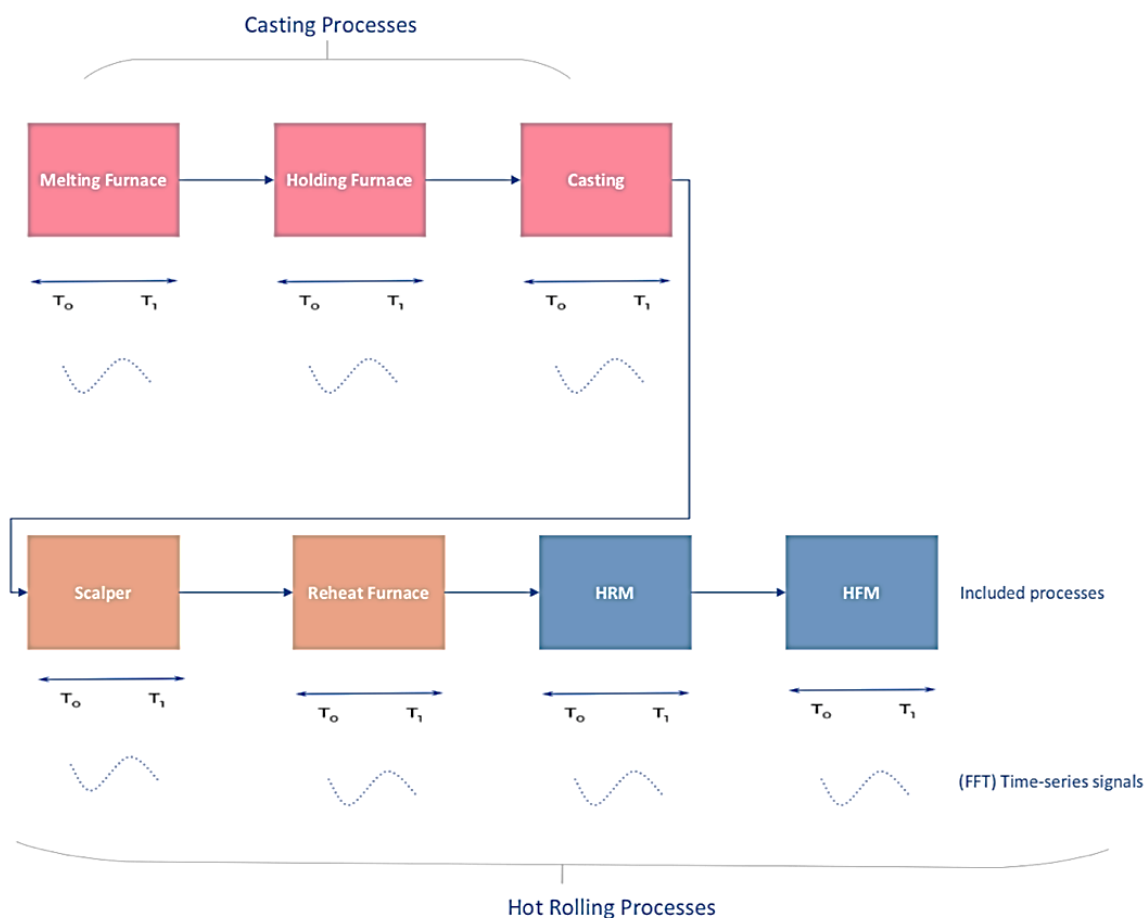 Casting Processes
Melting Furnace
Holding Furnace
Casting
T₀ T₁
T₀ T₁
T₀ T₁
Scalper
Reheat Furnace
HRM
HFM
Included processes
T₀ T₁
T₀ T₁
T₀ T₁
T₀ T₁
(FFT) Time-series signals
Hot Rolling Processes